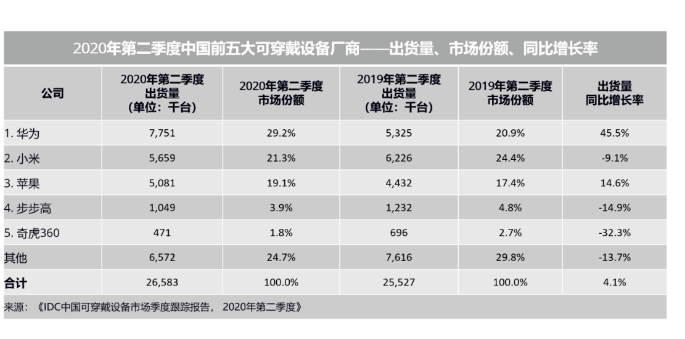 2020年第二季度中国前五大可穿戴设备厂商——出货量、市场份额、同比增长率
公司 2020年第二季度出货量（单位：千台） 2020年第二季度市场份额 2019年第二季度出货量（单位：千台） 2019年第二季度市场份额 出货量同比增长率
1. 华为 7,751 29.2% 5,325 20.9% 45.5%
2. 小米 5,659 21.3% 6,226 24.4% -9.1%
3. 苹果 5,081 19.1% 4,432 17.4% 14.6%
4. 步步高 1,049 3.9% 1,232 4.8% -14.9%
5. 奇虎360 471 1.8% 696 2.7% -32.3%
其他 6,572 24.7% 7,616 29.8% -13.7%
合计 26,583 100.0% 25,527 100.0% 4.1%
来源：《IDC中国可穿戴设备市场季度跟踪报告， 2020年第二季度》